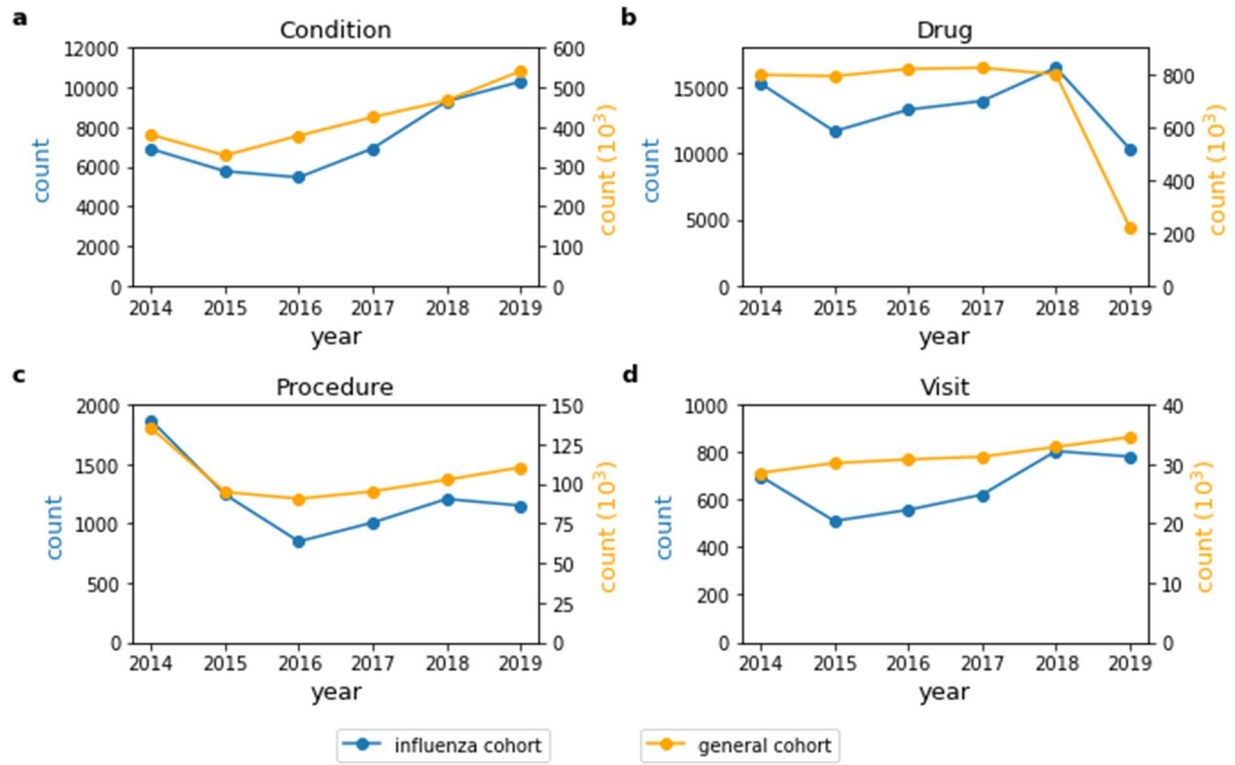 a
Condition
12000
10000
8000
6000
4000
2000
0
count
600
500
400
300
200
100
0
count (10³)
2014 2015 2016 2017 2018 2019
year
b
Drug
15000
10000
5000
0
count
800
600
400
200
0
count (10³)
2014 2015 2016 2017 2018 2019
year
c
Procedure
2000
1500
1000
500
0
count
150
125
100
75
50
25
0
count (10³)
2014 2015 2016 2017 2018 2019
year
d
Visit
1000
800
600
400
200
0
count
40
30
20
10
0
count (10³)
2014 2015 2016 2017 2018 2019
year
influenza cohort
general cohort